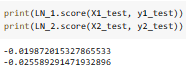 print(LN_1.score(X1_test, y1_test))
print(LN_2.score(X2_test, y2_test))
-0.019872015327865533
-0.025589291471932896